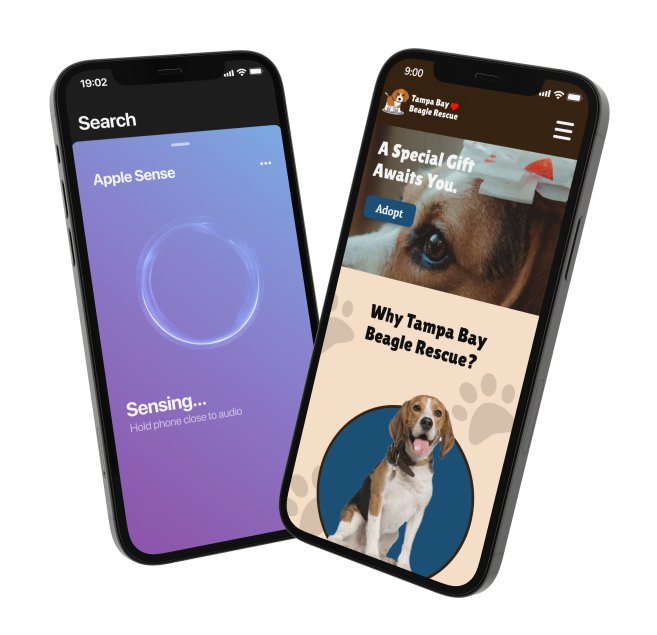 19:02
Search
Apple Sense
Sensing...
Hold phone close to audio
9:00
Tampa Bay
Beagle Rescue
A Special Gift
Awaits You.
Adopt
Why Tampa Bay
Beagle Rescue?